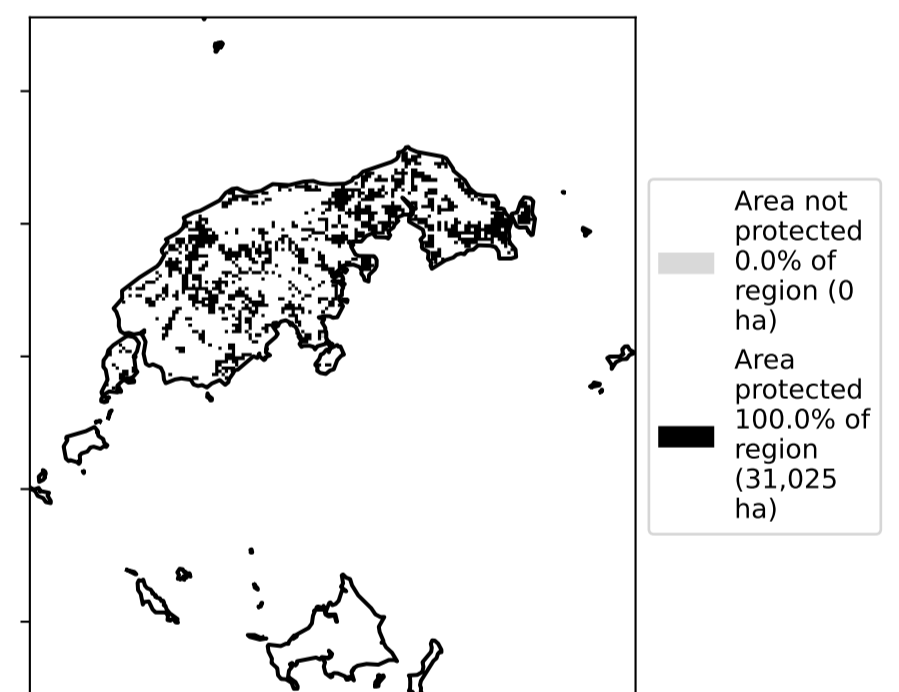 Area not
protected
0.0% of
region (0
ha)
Area
protected
100.0% of
region
(31,025
ha)